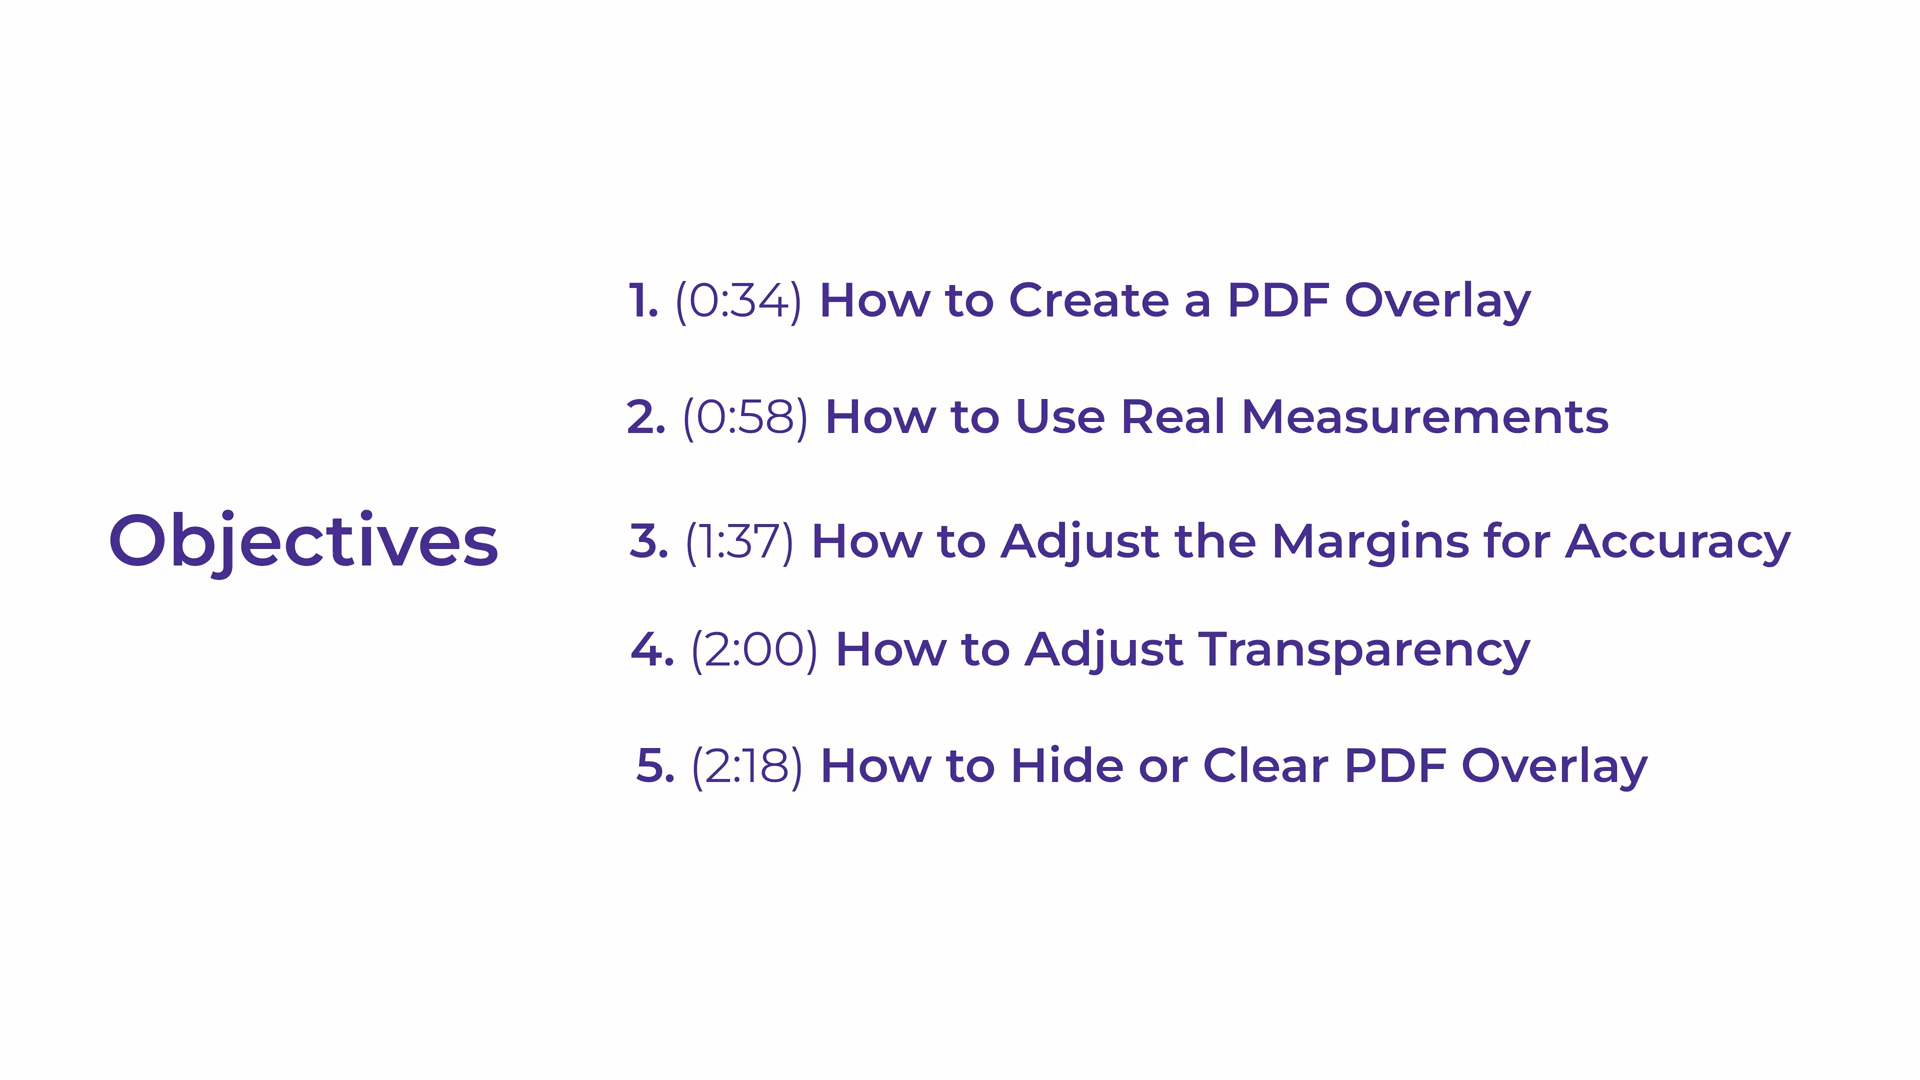 Objectives
1. (0:34) How to Create a PDF Overlay
2. (0:58) How to Use Real Measurements
3. (1:37) How to Adjust the Margins for Accuracy
4. (2:00) How to Adjust Transparency
5. (2:18) How to Hide or Clear PDF Overlay